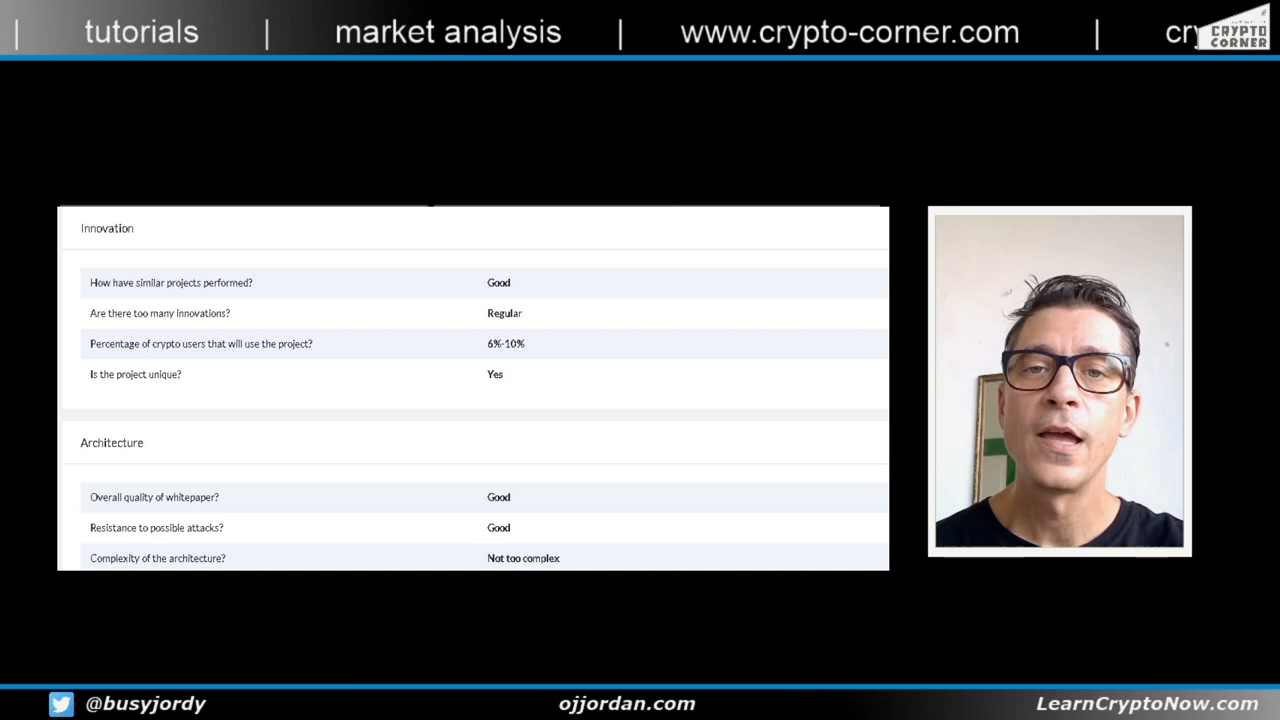 | tutorials | market analysis | www.crypto-corner.com | cry
CRYPTO
CORNER
Innovation
How have similar projects performed? Good
Are there too many innovations? Regular
Percentage of crypto users that will use the project? 6%-10%
Is the project unique? Yes
Architecture
Overall quality of whitepaper? Good
Resistance to possible attacks? Good
Complexity of the architecture? Not too complex
@busyjordy ojjordan.com LearnCryptoNow.com